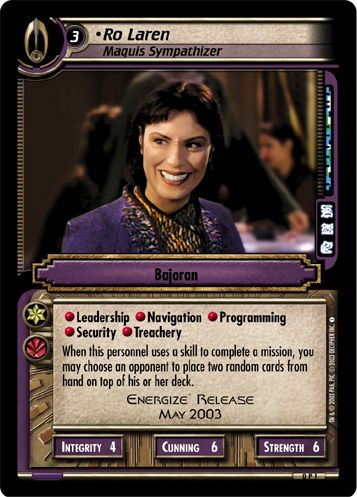 3
•Ro Laren
Maquis Sympathizer
Bajoran
Leadership Navigation Programming
Security Treachery
When this personnel uses a skill to complete a mission, you
may choose an opponent to place two random cards from
hand on top of his or her deck.
ENERGIZE RELEASE
MAY 2003
INTEGRITY 4 CUNNING 6 STRENGTH 6
0 P 1